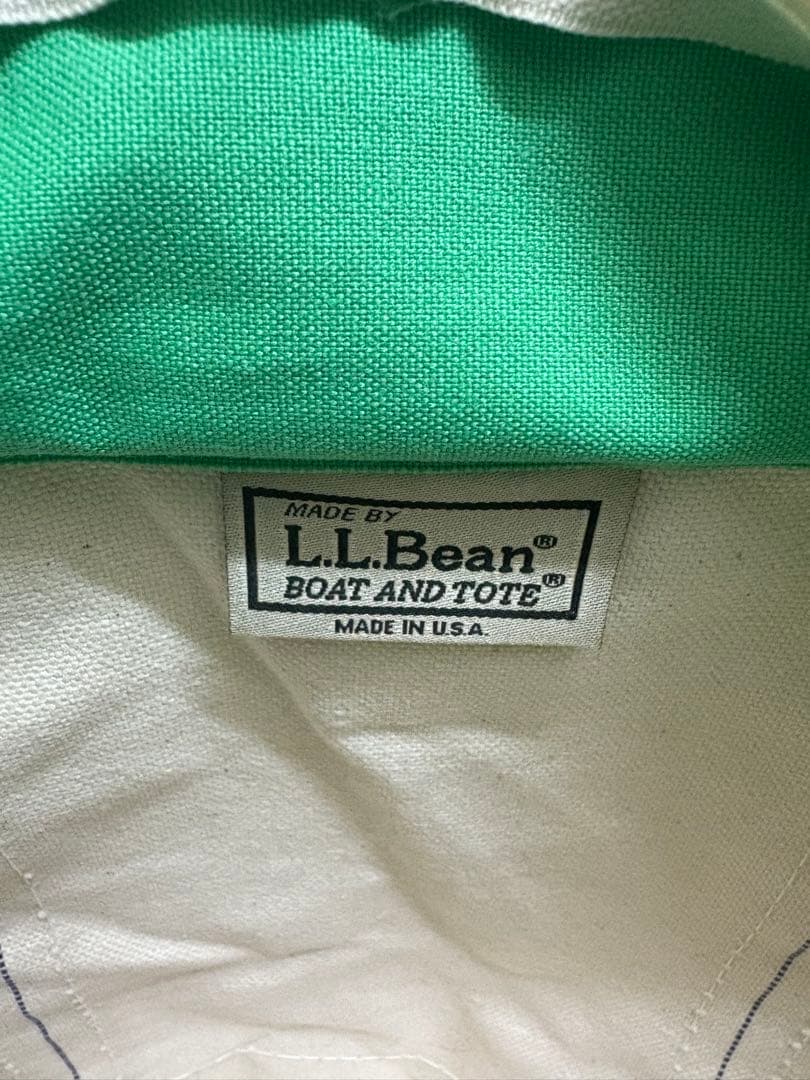 MADE BY
L.L.Bean®
BOAT AND TOTE®
MADE IN U.S.A.